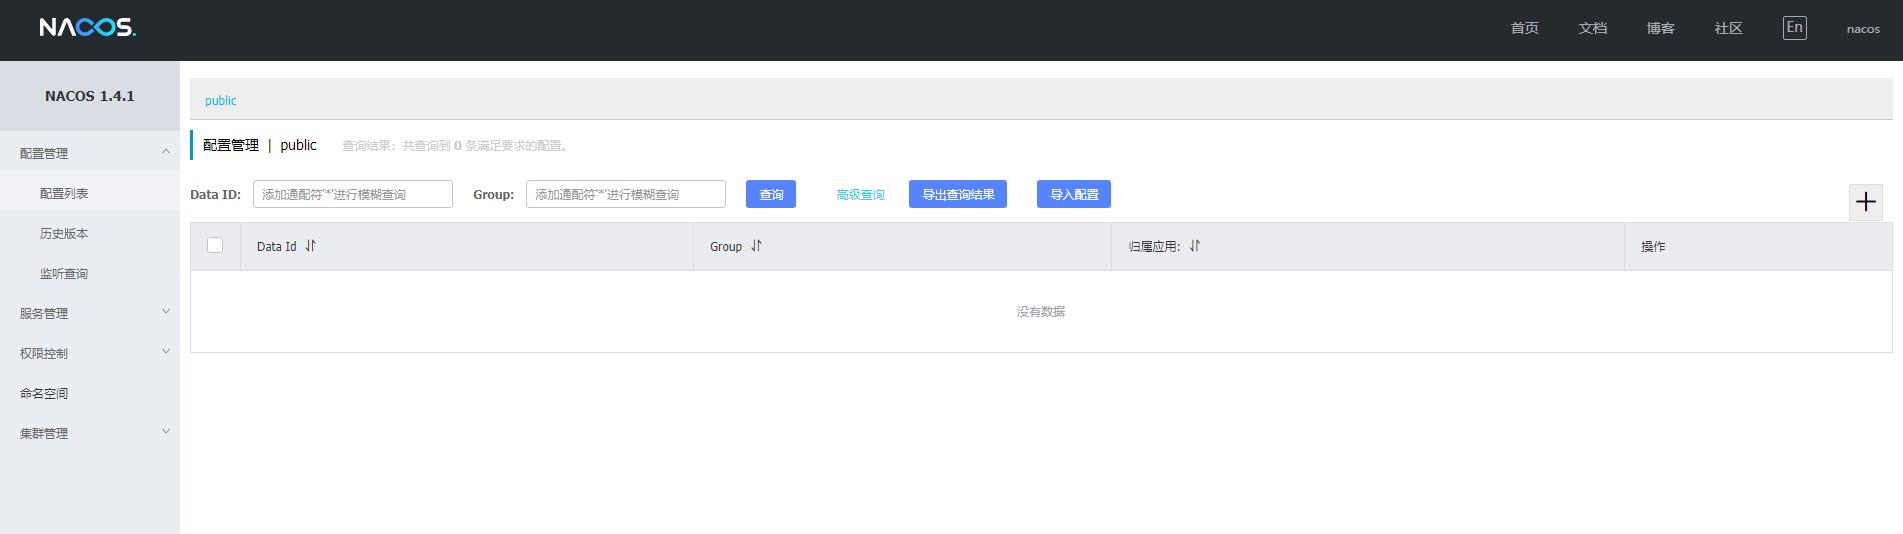 NACOS.
首页 文档 博客 社区 En nacos
NACOS 1.4.1
配置管理
配置列表
历史版本
监听查询
服务管理
权限控制
命名空间
集群管理
public
配置管理 | public 查询结果：共查询到 0 条满足要求的配置。
Data ID: 添加通配符'*'进行模糊查询 Group: 添加通配符'*'进行模糊查询 查询 高级查询 导出查询结果 导入配置
Data Id Group 归属应用: 操作
没有数据